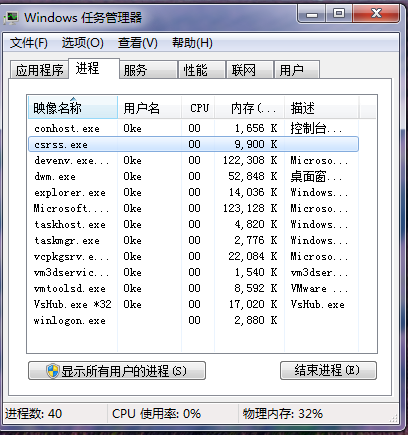 Windows 任务管理器
文件(F) 选项(O) 查看(V) 帮助(H)
应用程序 进程 服务 性能 联网 用户
映像名称 用户名 CPU 内存(... 描述
conhost.exe Oke 00 1,656 K 控制台...
csrss.exe 00 9,900 K
devenv.exe... Oke 00 122,308 K Microso...
dwm.exe Oke 00 52,848 K 桌面窗...
explorer.exe Oke 00 14,036 K Windows...
Microsoft.... Oke 00 123,128 K Microso...
taskhost.exe Oke 00 4,820 K Windows...
taskmgr.exe Oke 00 2,776 K Windows...
vcpkgsrv.e... Oke 00 22,084 K Microso...
vm3dservic... Oke 00 1,540 K vm3dser...
vmtoolsd.exe Oke 00 8,592 K VMware ...
VsHub.exe *32 Oke 00 17,020 K VsHub.exe
winlogon.exe 00 2,880 K
显示所有用户的进程(S) 结束进程(E)
进程数: 40 CPU 使用率: 0% 物理内存: 32%